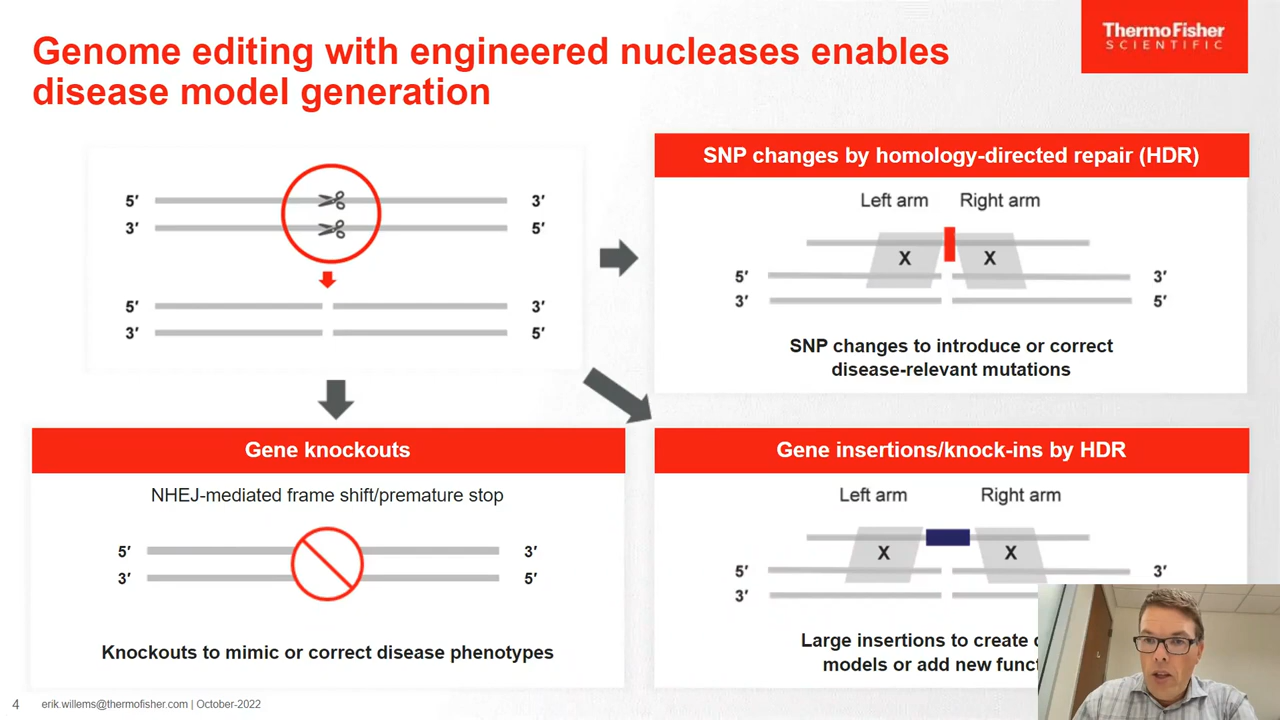 Genome editing with engineered nucleases enables
disease model generation
ThermoFisher
SCIENTIFIC
5′ 3′
3′ 5′
5′ 3′
3′ 5′
SNP changes by homology-directed repair (HDR)
Left arm Right arm
X X
5′ 3′
3′ 5′
SNP changes to introduce or correct
disease-relevant mutations
Gene knockouts
NHEJ-mediated frame shift/premature stop
5′ 3′
3′ 5′
Knockouts to mimic or correct disease phenotypes
Gene insertions/knock-ins by HDR
Left arm Right arm
X X
5′ 3′
3′
Large insertions to create
models or add new
4 erik.willems@thermofisher.com | October-2022